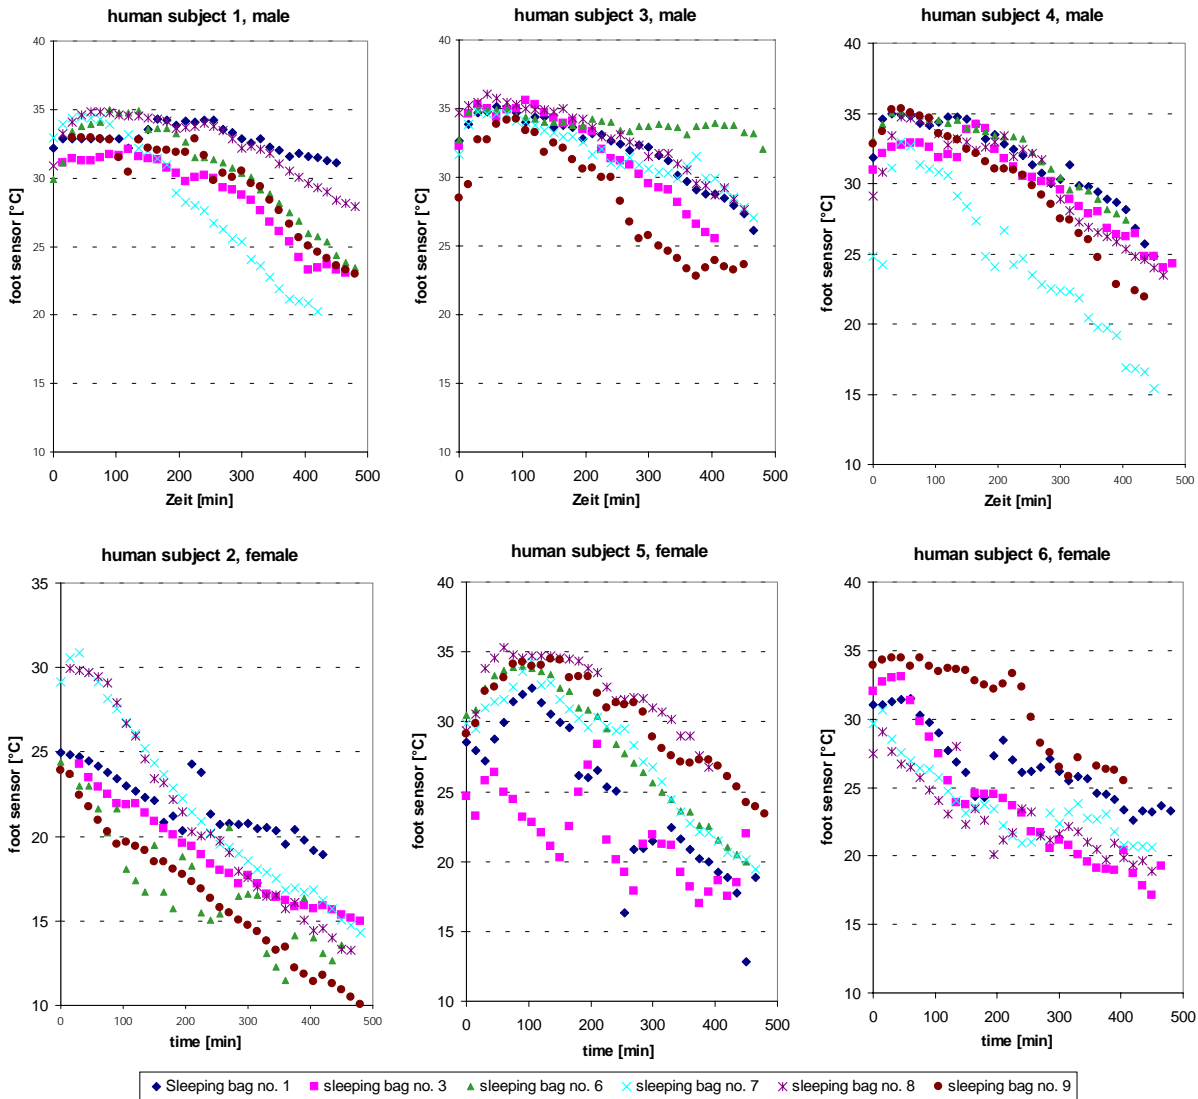 human subject 1, male
human subject 3, male
human subject 4, male
40
35
30
25
20
15
10
foot sensor [°C]
0 100 200 300 400 500
Zeit [min]
40
35
30
25
20
15
10
foot sensor [°C]
0 100 200 300 400 500
Zeit [min]
40
35
30
25
20
15
10
foot sensor [°C]
0 100 200 300 400 500
Zeit [min]
human subject 2, female
human subject 5, female
human subject 6, female
35
30
25
20
15
10
foot sensor [°C]
0 100 200 300 400 500
time [min]
40
35
30
25
20
15
10
foot sensor [°C]
0 100 200 300 400 500
time [min]
40
35
30
25
20
15
10
foot sensor [°C]
0 100 200 300 400 500
time [min]
Sleeping bag no. 1 sleeping bag no. 3 sleeping bag no. 6 sleeping bag no. 7 sleeping bag no. 8 sleeping bag no. 9